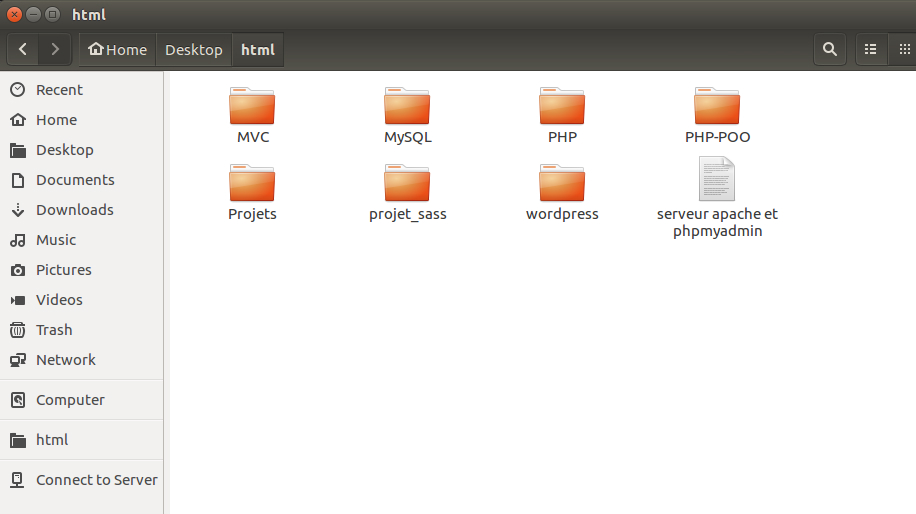 html
Home
Desktop
html
Recent
Home
Desktop
Documents
Downloads
Music
Pictures
Videos
Trash
Network
Computer
html
Connect to Server
MVC
MySQL
PHP
PHP-POO
Projets
projet_sass
wordpress
serveur apache et
phpmyadmin